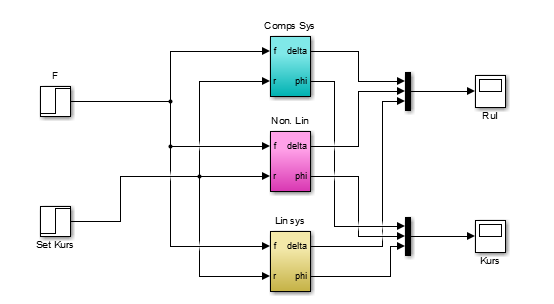 Comps Sys
F
f delta
r phi
Non. Lin
Rul
f delta
r phi
Lin sys
Set Kurs
f delta
Kurs
r phi